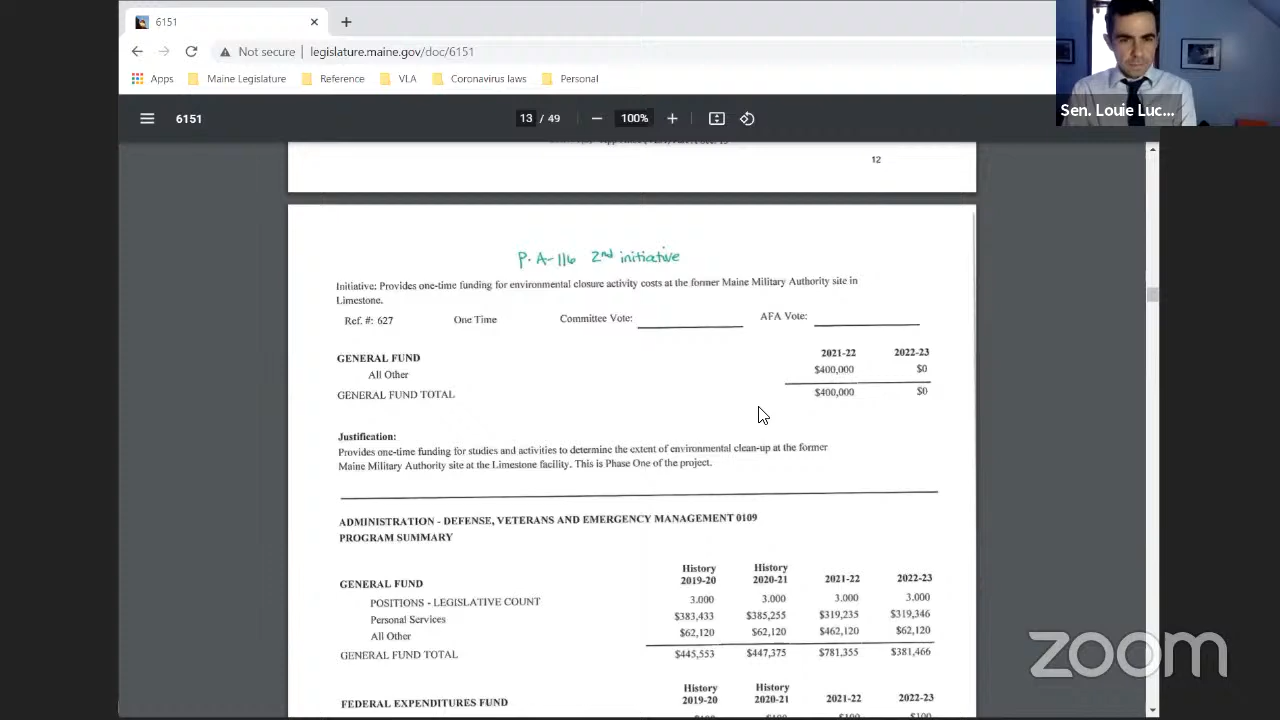 6151
Not secure | legislature.maine.gov/doc/6151
Apps Maine Legislature Reference VLA Coronavirus laws Personal
6151 13 / 49 100%
Sen. Louie Luc...
12
P. A-116 2nd initiative
Initiative: Provides one-time funding for environmental closure activity costs at the former Maine Military Authority site in
Limestone.
Ref. #: 627 One Time Committee Vote: AFA Vote:
GENERAL FUND 2021-22 2022-23
All Other $400,000 $0
GENERAL FUND TOTAL $400,000 $0
Justification:
Provides one-time funding for studies and activities to determine the extent of environmental clean-up at the former
Maine Military Authority site at the Limestone facility. This is Phase One of the project.
ADMINISTRATION - DEFENSE, VETERANS AND EMERGENCY MANAGEMENT 0109
PROGRAM SUMMARY
History History
GENERAL FUND 2019-20 2020-21 2021-22 2022-23
POSITIONS - LEGISLATIVE COUNT 3.000 3.000 3.000 3.000
Personal Services $383,433 $385,255 $319,235 $319,346
All Other $62,120 $62,120 $462,120 $62,120
GENERAL FUND TOTAL $445,553 $447,375 $781,355 $381,466
History History
FEDERAL EXPENDITURES FUND 2019-20 2020-21 2021-22 2022-23
zoom